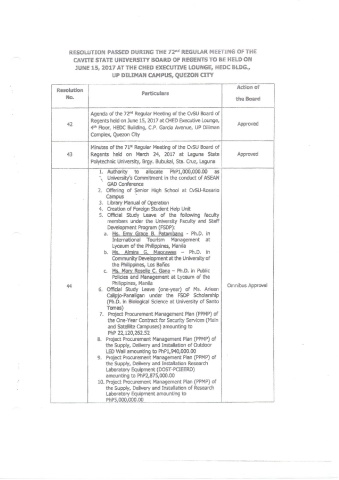 RESOLUTION PASSED DURING THE 72nd REGULAR MEETING OF THE
CAVITE STATE UNIVERSITY BOARD OF REGENTS TO BE HELD ON
JUNE 15, 2017 AT THE CHED EXECUTIVE LOUNGE, HEDC BLDG.,
UP DILIMAN CAMPUS, QUEZON CITY
Resolution No.
Particulars
Action of the Board
42
Agenda of the 72nd Regular Meeting of the CvSU Board of
Regents held on June 15, 2017 at CHED Executive Lounge,
4th Floor, HEDC Building, C.P. Garcia Avenue, UP Diliman
Complex, Quezon City
Approved
43
Minutes of the 71st Regular Meeting of the CvSU Board of
Regents held on March 24, 2017 at Laguna State
Polytechnic University, Brgy. Bubukal, Sta. Cruz, Laguna
Approved
44
1. Authority to allocate PhP1,000,000.00 as
University's Commitment in the conduct of ASEAN
GAD Conference
2. Offering of Senior High School at CvSU-Rosario
Campus
3. Library Manual of Operation
4. Creation of Foreign Student Help Unit
5. Official Study Leave of the following faculty
members under the University Faculty and Staff
Development Program (FSDP):
a. Ms. Emy Grace B. - Ph.D. in
International Tourism Management at
Lyceum of the Philippines, Manila
b. Ms. Almira G. - Ph.D. in
Community Development at the University of
the Philippines, Los Baños
c. Ms. Mary Roselle C. - Ph.D. in Public
Policies and Management at Lyceum of the
Philippines, Manila
6. Official Study Leave (one-year) of Ms.
under the FSDP Scholarship
(Ph.D. in Biological Science at University of Santo
Tomas)
7. Project Procurement Management Plan (PPMP) of
the One-Year Contract for Security Services (Main
and Satellite Campuses) amounting to
PhP 22,120,262.52
8. Project Procurement Management Plan (PPMP) of
the Supply, Delivery and Installation of Outdoor
LED Wall amounting to PhP1,940,000.00
9. Project Procurement Management Plan (PPMP) of
the Supply, Delivery and Installation Research
Laboratory Equipment (DOST-PCIEERD)
amounting to PhP2,875,000.00
10. Project Procurement Management Plan (PPMP) of
the Supply, Delivery and Installation of Research
Laboratory Equipment amounting to
PhP5,000,000.00
Omnibus Approval